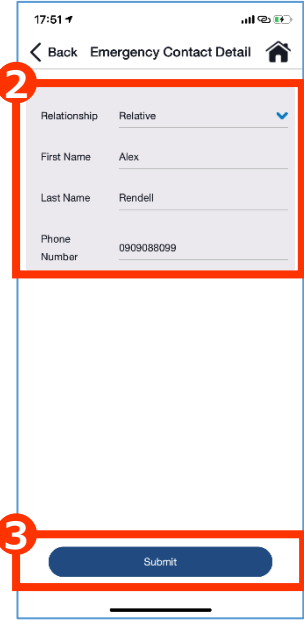 17:51
Back Emergency Contact Detail
2
Relationship Relative
First Name Alex
Last Name Rendell
Phone
Number 0909088099
3
Submit